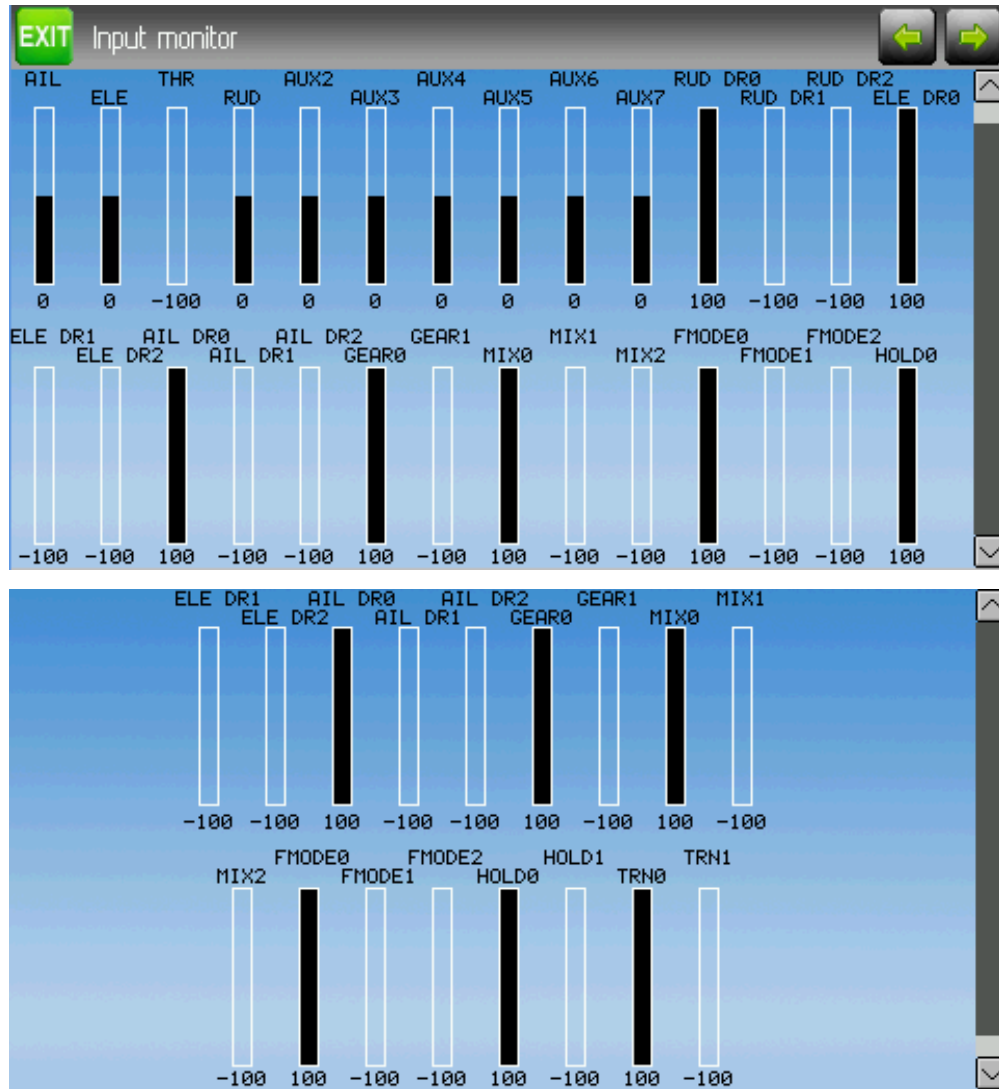 EXIT Input monitor
AIL THR AUX2 AUX4 AUX6 RUD DR0 RUD DR2
ELE RUD AUX3 AUX5 AUX7 RUD DR1 ELE DR0
0 0 -100 0 0 0 0 0 0 0 100 -100 -100 100
ELE DR1 AIL DR0 AIL DR2 GEAR1 MIX1 FMODE0 FMODE2
ELE DR2 AIL DR1 GEAR0 MIX0 MIX2 FMODE1 HOLD0
-100 -100 100 -100 -100 100 -100 100 -100 -100 100 -100 -100 100
ELE DR1 AIL DR0 AIL DR2 GEAR1 MIX1
ELE DR2 AIL DR1 GEAR0 MIX0
-100 -100 100 -100 -100 100 -100 100 -100
FMODE0 FMODE2 HOLD1 TRN1
MIX2 FMODE1 HOLD0 TRN0
-100 100 -100 -100 100 -100 100 -100